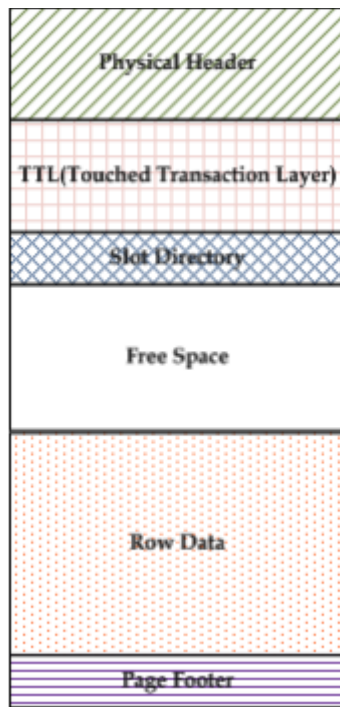 Physical Header
TTL(Touched Transaction Layer)
Slot Directory
Free Space
Row Data
Page Footer